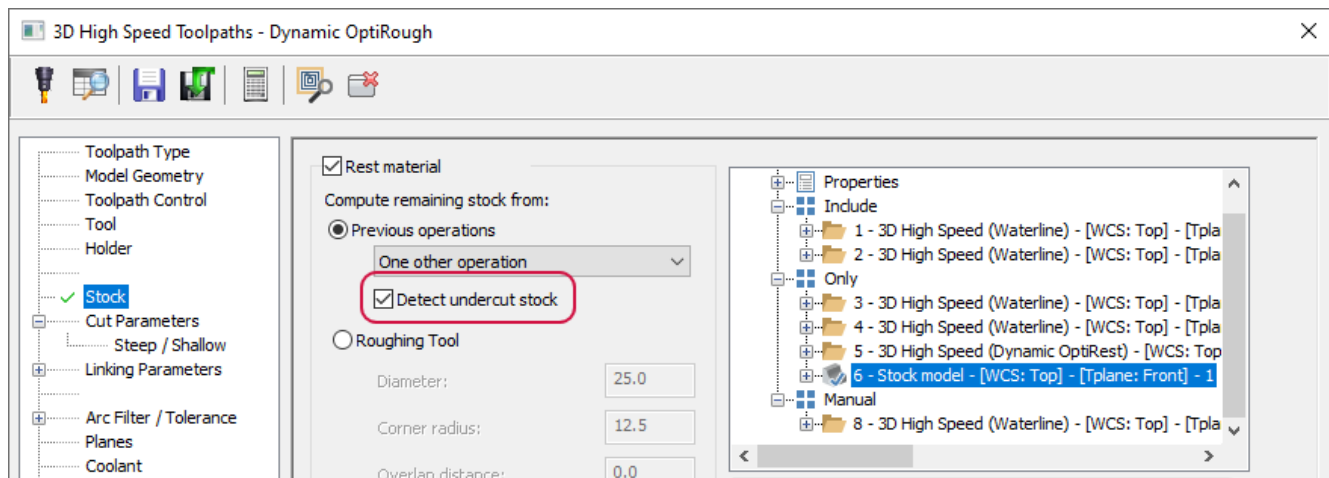 3D High Speed Toolpaths - Dynamic OptiRough
Toolpath Type
Model Geometry
Toolpath Control
Tool
Holder
Stock
Cut Parameters
Steep / Shallow
Linking Parameters
Arc Filter / Tolerance
Planes
Coolant
Rest material
Compute remaining stock from:
Previous operations
One other operation
Detect undercut stock
Roughing Tool
Diameter: 25.0
Corner radius: 12.5
Overlap distance: 0.0
Properties
Include
1 - 3D High Speed (Waterline) - [WCS: Top] - [Tpla
2 - 3D High Speed (Waterline) - [WCS: Top] - [Tpla
Only
3 - 3D High Speed (Waterline) - [WCS: Top] - [Tpla
4 - 3D High Speed (Waterline) - [WCS: Top] - [Tpla
5 - 3D High Speed (Dynamic OptiRest) - [WCS: Top
6 - Stock model - [WCS: Top] - [Tplane: Front] - 1
Manual
8 - 3D High Speed (Waterline) - [WCS: Top] - [Tpla